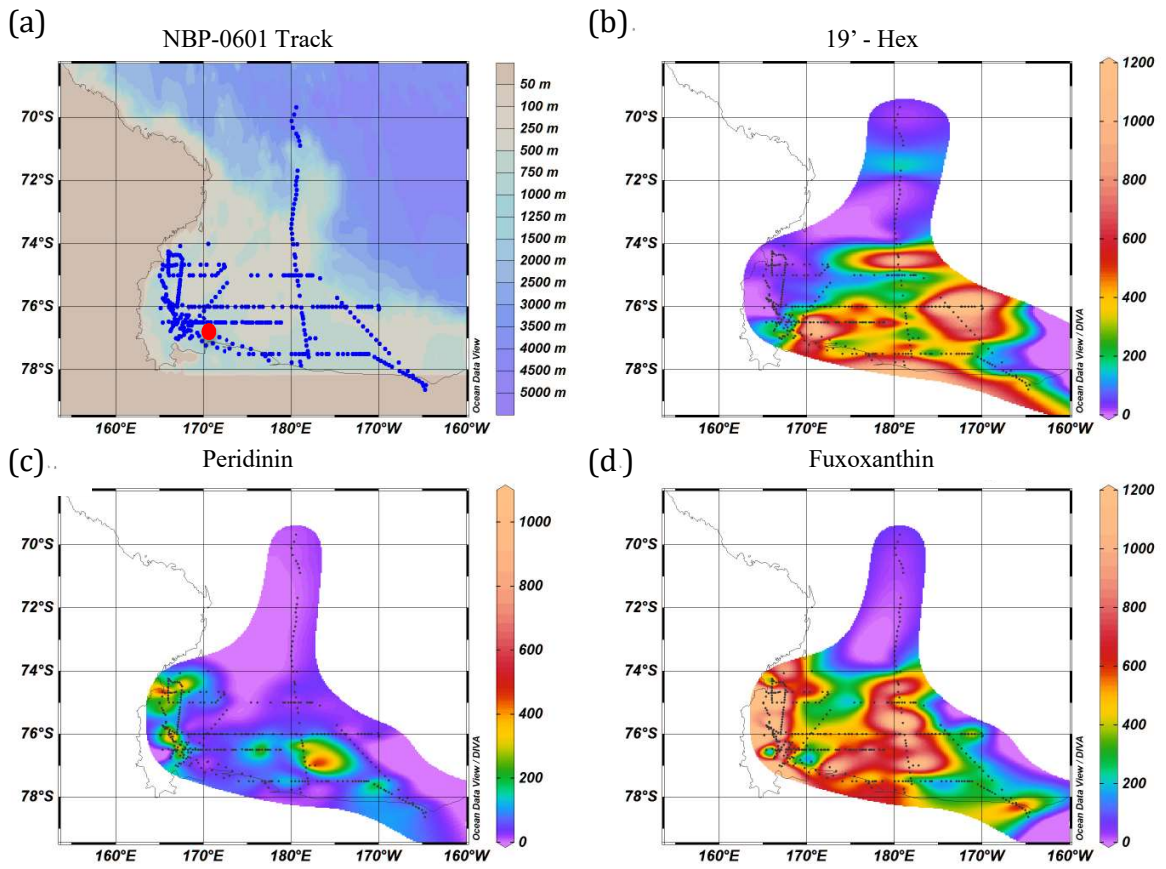 (a)
NBP-0601 Track
70°S
72°S
74°S
76°S
78°S
160°E 170°E 180°E 170°W 160°W
50 m
100 m
250 m
500 m
750 m
1000 m
1250 m
1500 m
2000 m
2500 m
3000 m
3500 m
4000 m
4500 m
5000 m
Ocean Data View
(b)
19’ - Hex
70°S
72°S
74°S
76°S
78°S
160°E 170°E 180°E 170°W 160°W
1200
1000
800
600
400
200
0
Ocean Data View / DIVA
(c)
Peridinin
70°S
72°S
74°S
76°S
78°S
160°E 170°E 180°E 170°W 160°W
1000
800
600
400
200
0
Ocean Data View / DIVA
(d.)
Fuxoxanthin
70°S
72°S
74°S
76°S
78°S
160°E 170°E 180°E 170°W 160°W
1200
1000
800
600
400
200
0
Ocean Data View / DIVA